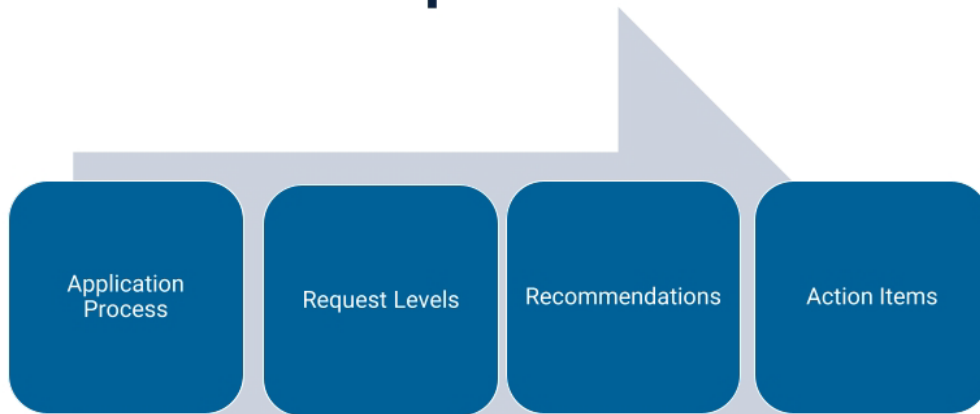 Application
Process
Request Levels
Recommendations
Action Items